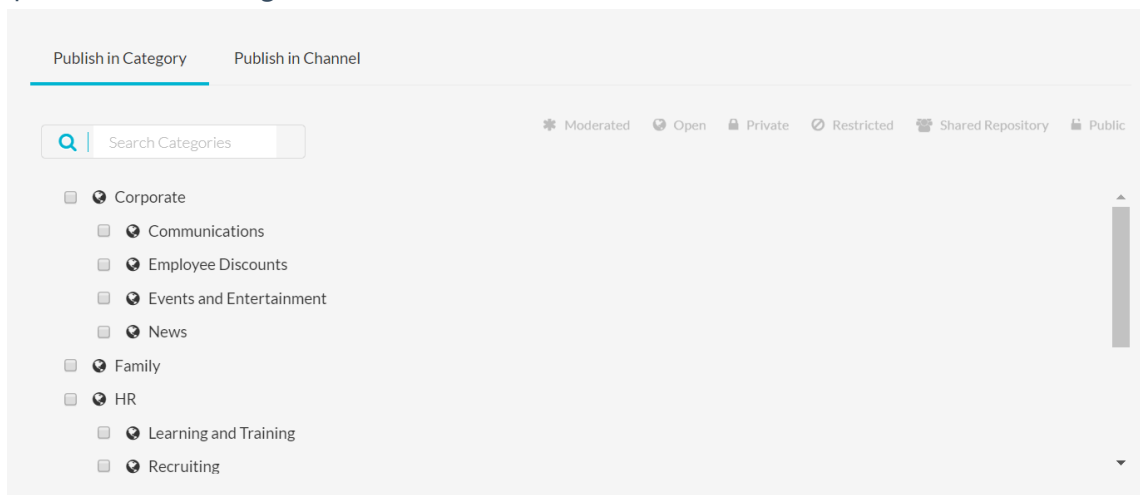 Publish in Category Publish in Channel
Search Categories
Moderated Open Private Restricted Shared Repository Public
Corporate
Communications
Employee Discounts
Events and Entertainment
News
Family
HR
Learning and Training
Recruiting